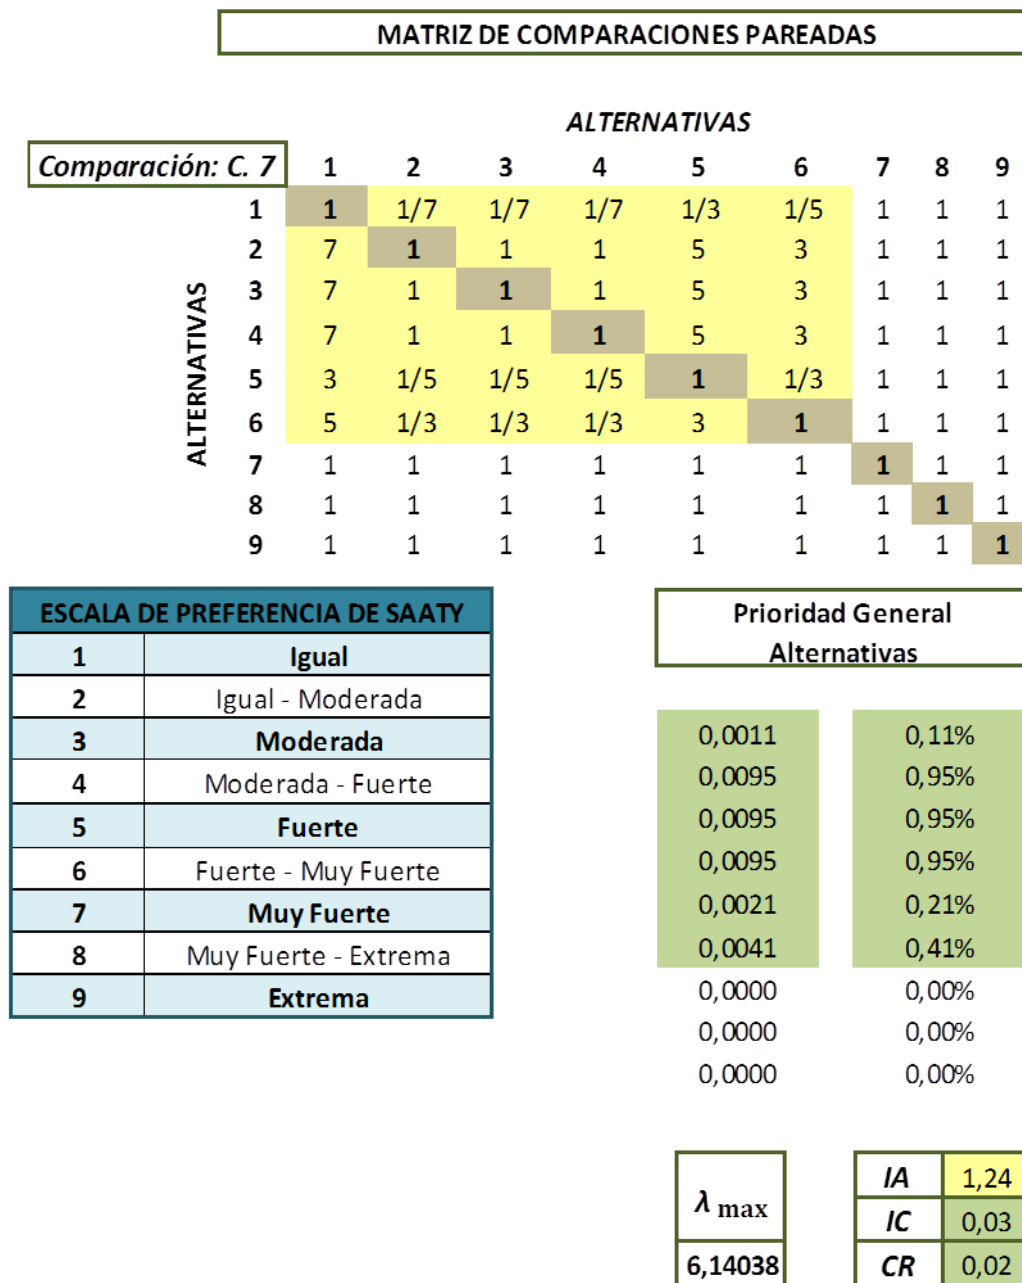 MATRIZ DE COMPARACIONES PAREADAS
ALTERNATIVAS
Comparación: C. 7 1 2 3 4 5 6 7 8 9
1 1 1/7 1/7 1/7 1/3 1/5 1 1 1
2 7 1 1 1 5 3 1 1 1
3 7 1 1 1 5 3 1 1 1
4 7 1 1 1 5 3 1 1 1
5 3 1/5 1/5 1/5 1 1/3 1 1 1
6 5 1/3 1/3 1/3 3 1 1 1 1
7 1 1 1 1 1 1 1 1 1
8 1 1 1 1 1 1 1 1 1
9 1 1 1 1 1 1 1 1 1
ALTERNATIVAS
ESCALA DE PREFERENCIA DE SAATY
1 Igual
2 Igual - Moderada
3 Moderada
4 Moderada - Fuerte
5 Fuerte
6 Fuerte - Muy Fuerte
7 Muy Fuerte
8 Muy Fuerte - Extrema
9 Extrema
Prioridad General
Alternativas
0,0011 0,11%
0,0095 0,95%
0,0095 0,95%
0,0095 0,95%
0,0021 0,21%
0,0041 0,41%
0,0000 0,00%
0,0000 0,00%
0,0000 0,00%
λ max
6,14038
IA 1,24
IC 0,03
CR 0,02